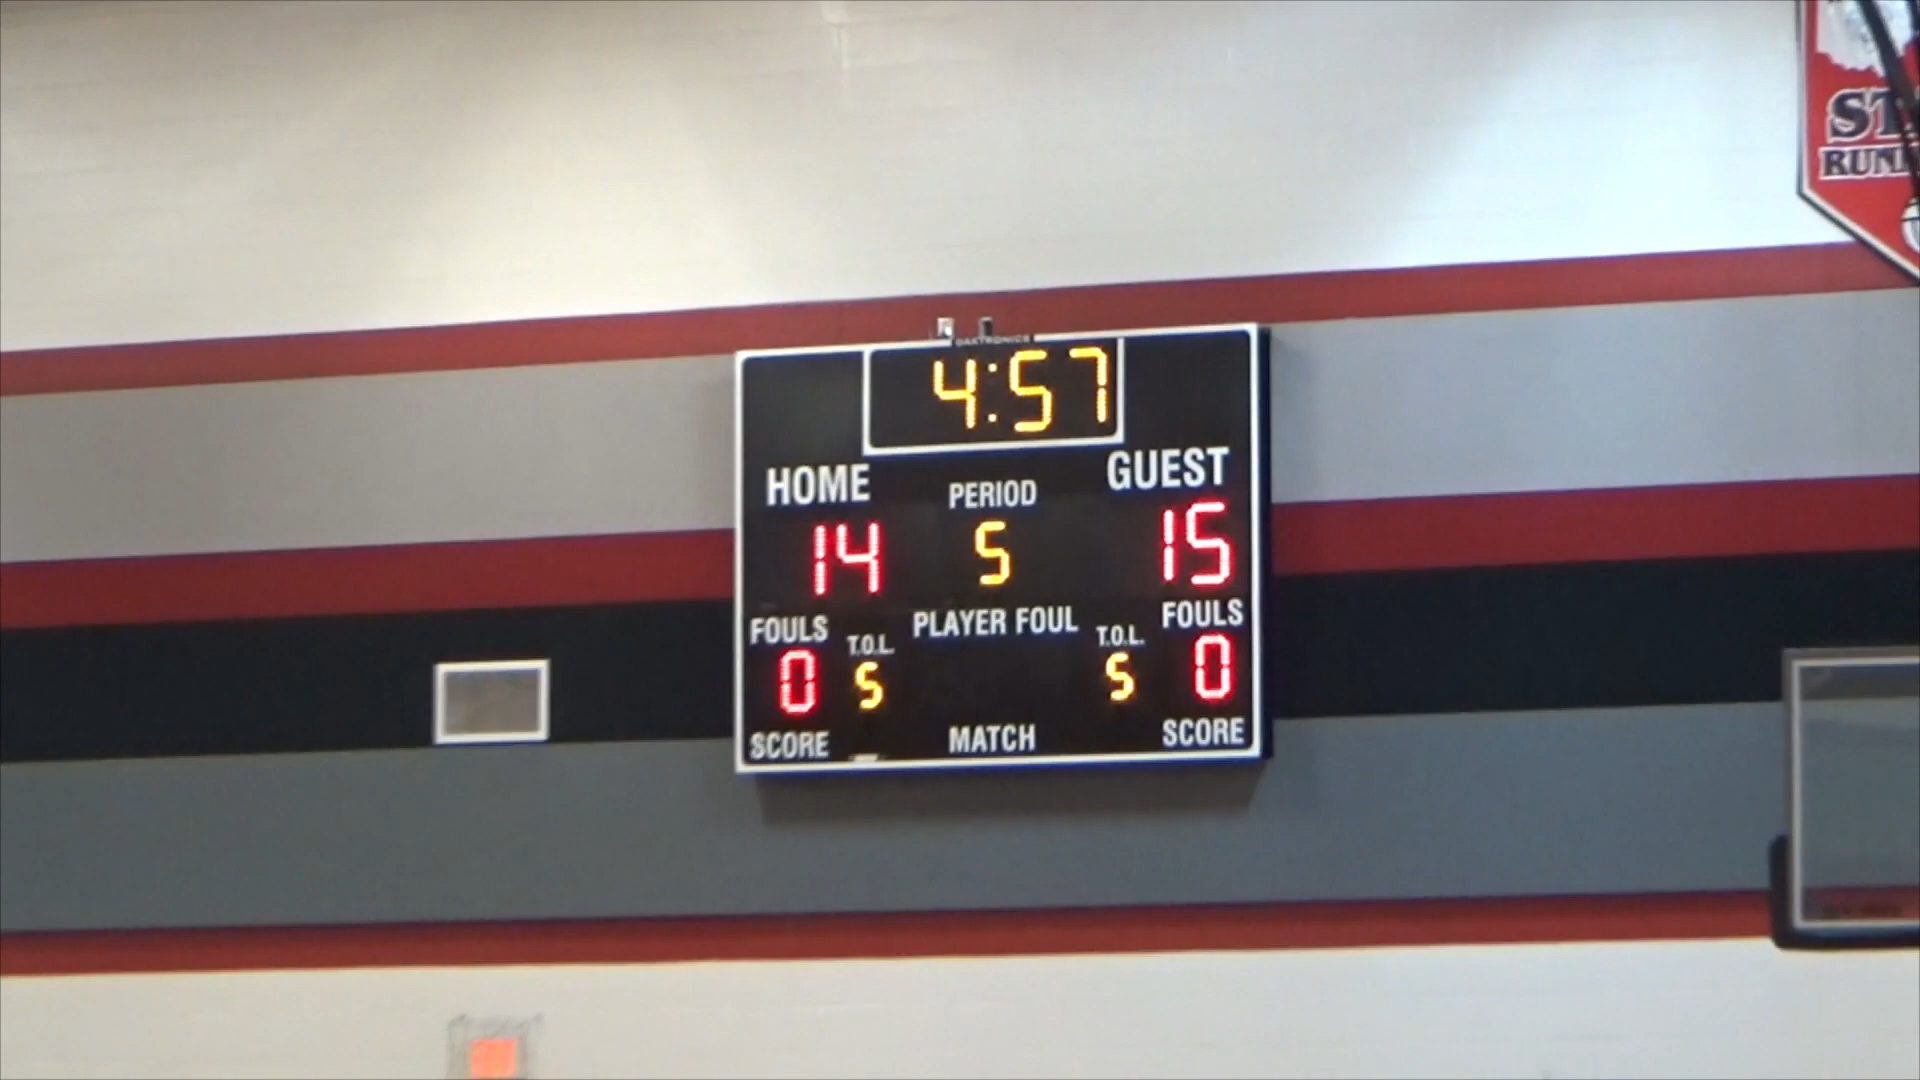 DAKTRONICS
4:57
HOME PERIOD GUEST
14 5 15
FOULS T.O.L. PLAYER FOUL T.O.L. FOULS
0 5 5 0
SCORE MATCH SCORE